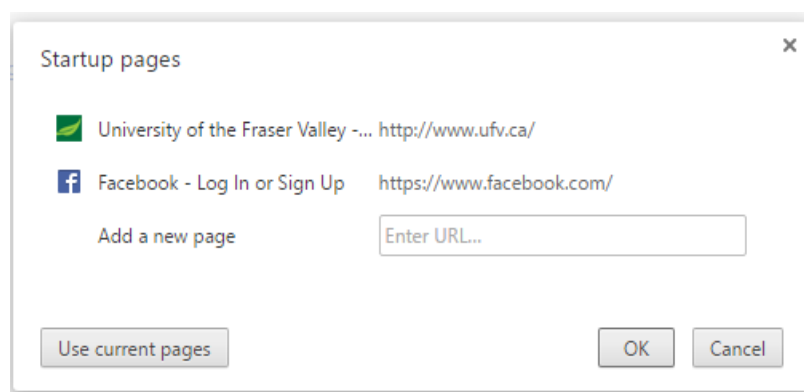 Startup pages
University of the Fraser Valley -... http://www.ufv.ca/
Facebook - Log In or Sign Up https://www.facebook.com/
Add a new page Enter URL...
Use current pages OK Cancel